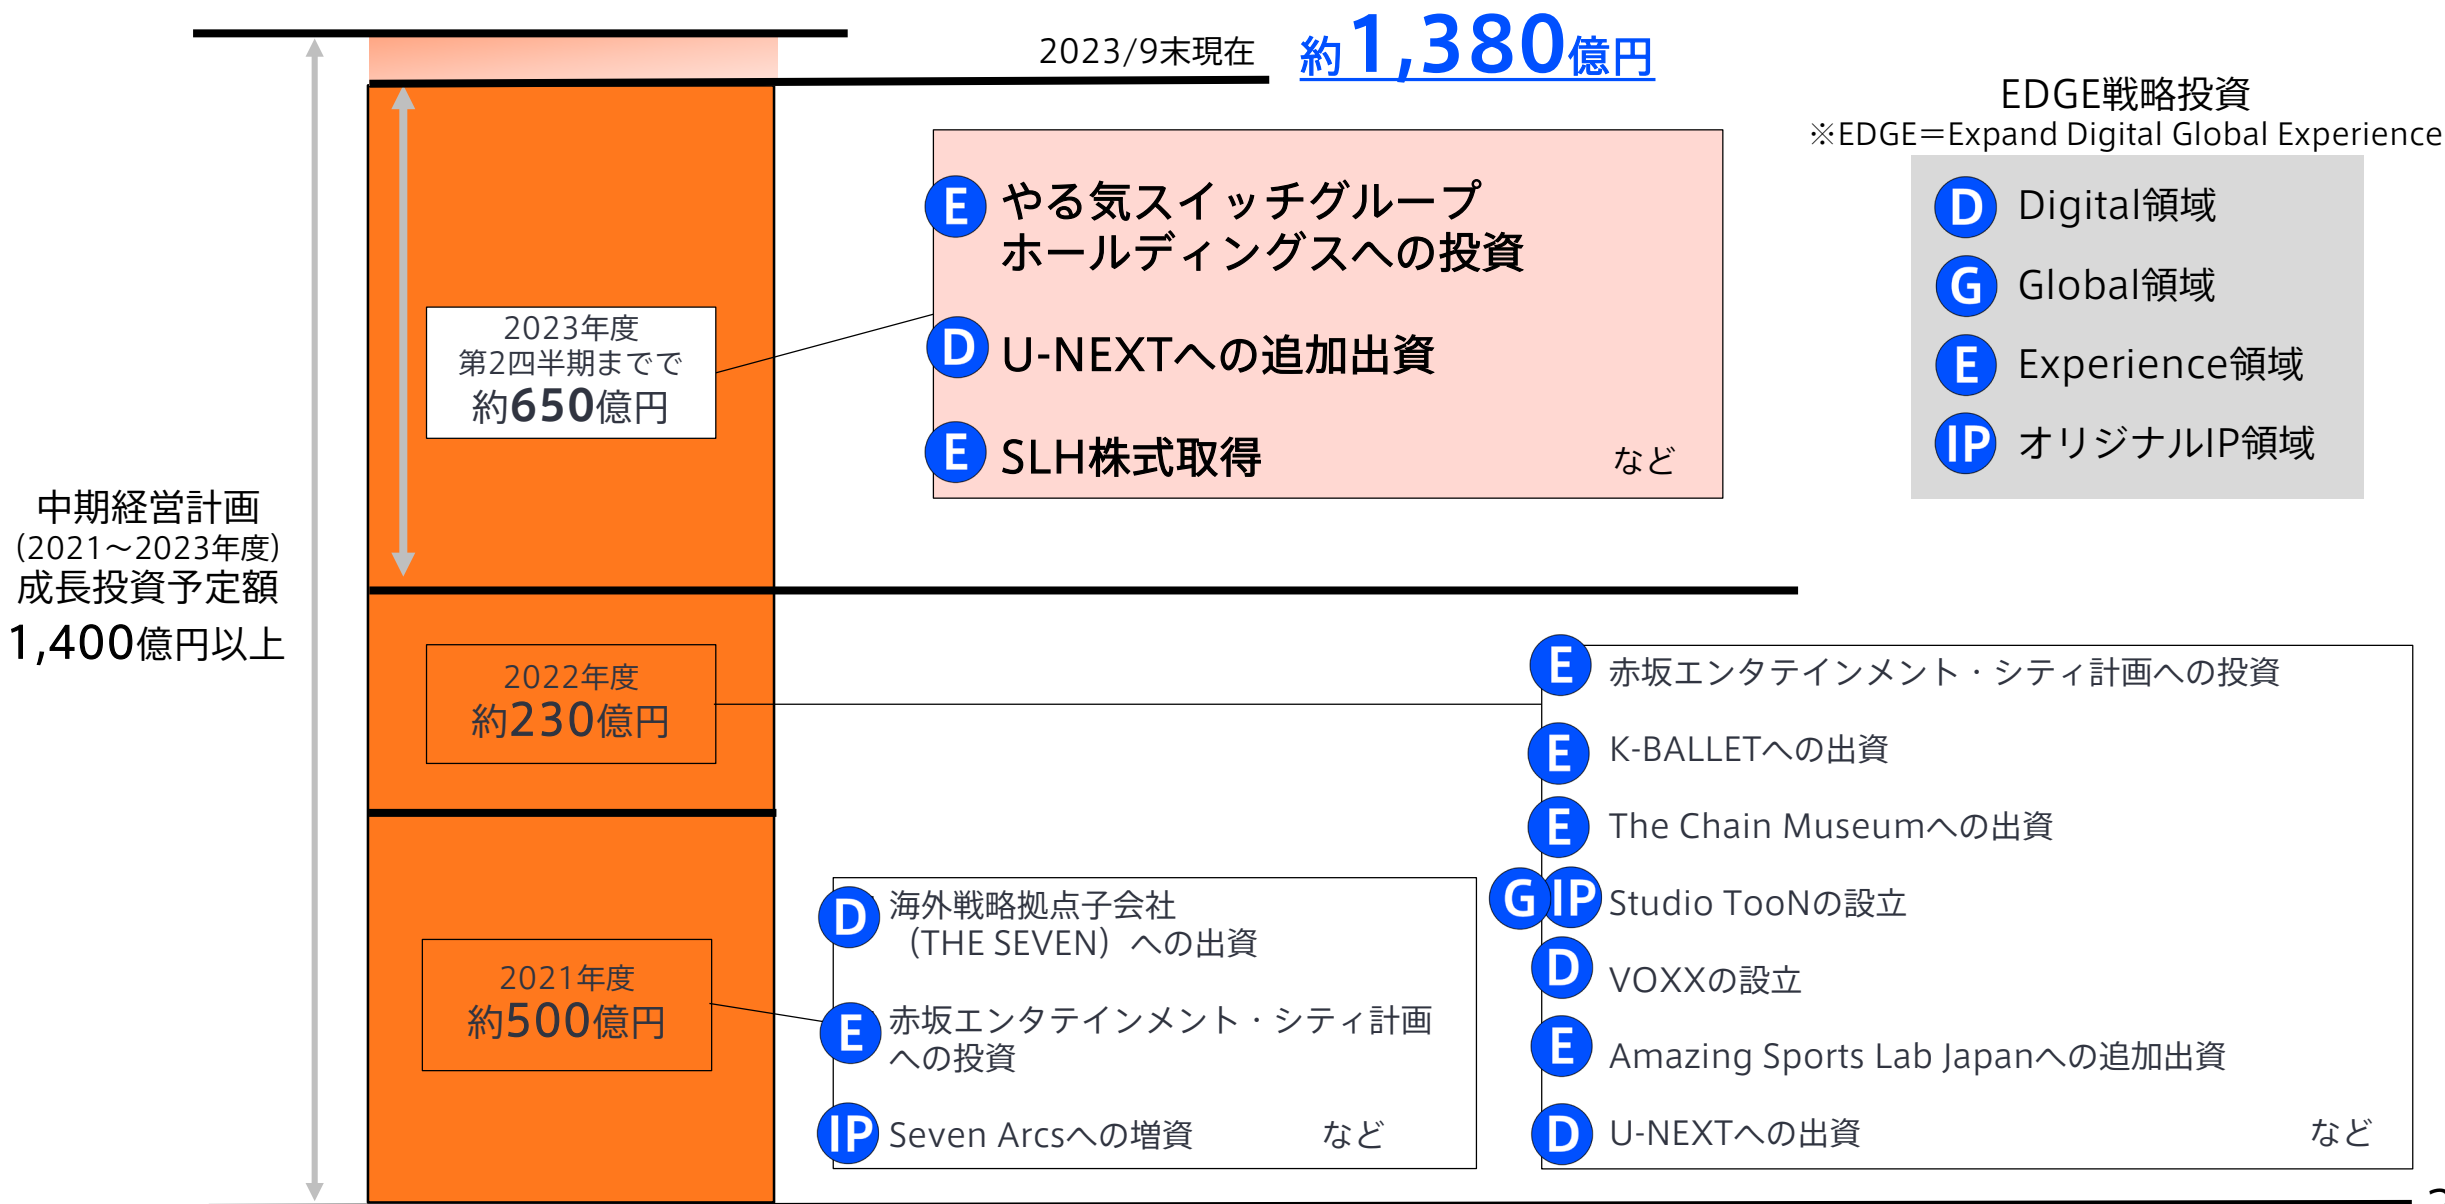 2023/9末現在 約1,380億円
EDGE戦略投資
※EDGE＝Expand Digital Global Experience
D Digital領域
G Global領域
E Experience領域
IP オリジナルIP領域
E やる気スイッチグループ
ホールディングスへの投資
D U-NEXTへの追加出資
E SLH株式取得 など
2023年度
第2四半期までで
約650億円
中期経営計画
(2021～2023年度)
成長投資予定額
1,400億円以上
2022年度
約230億円
E 赤坂エンタテインメント・シティ計画への投資
E K-BALLETへの出資
E The Chain Museumへの出資
G IP Studio TooNの設立
D VOXXの設立
E Amazing Sports Lab Japanへの追加出資
D U-NEXTへの出資 など
2021年度
約500億円
D 海外戦略拠点子会社
（THE SEVEN）への出資
E 赤坂エンタテインメント・シティ計画
への投資
IP Seven Arcsへの増資 など